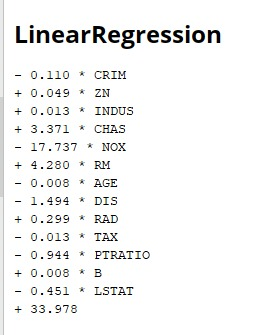 LinearRegression
- 0.110 * CRIM
+ 0.049 * ZN
+ 0.013 * INDUS
+ 3.371 * CHAS
- 17.737 * NOX
+ 4.280 * RM
- 0.008 * AGE
- 1.494 * DIS
+ 0.299 * RAD
- 0.013 * TAX
- 0.944 * PTRATIO
+ 0.008 * B
- 0.451 * LSTAT
+ 33.978